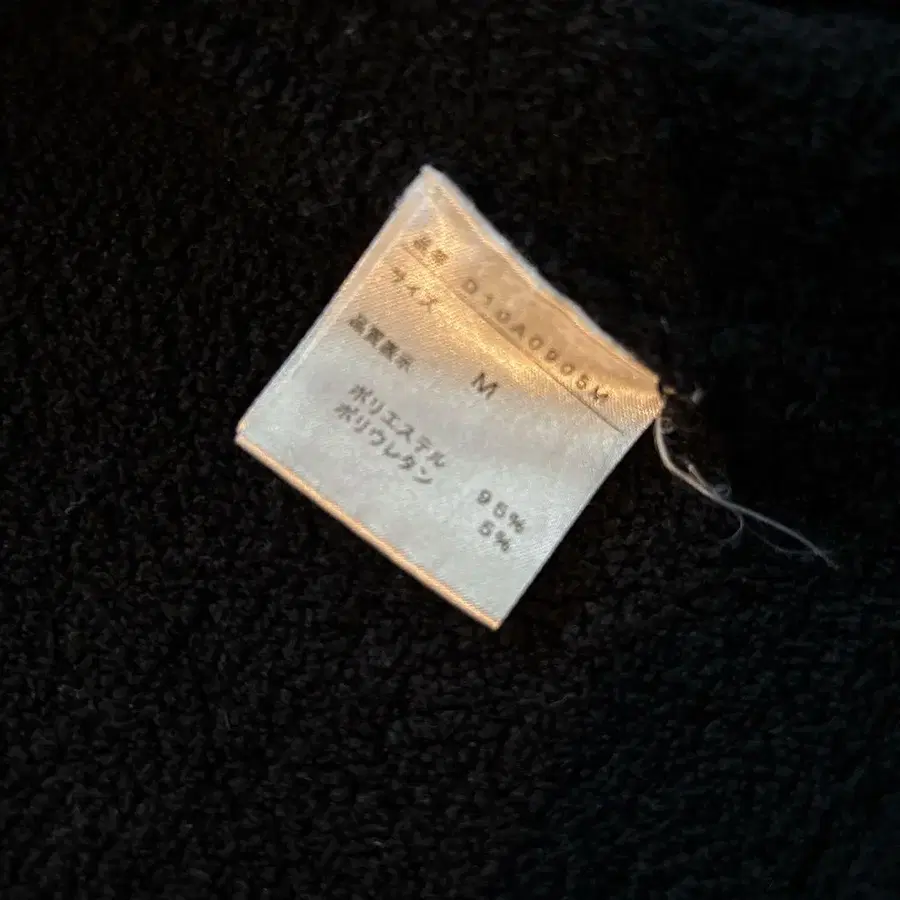 品番 D10A0905M
サイズ M
品質表示
ポリエステル 95%
ポリウレタン 5%